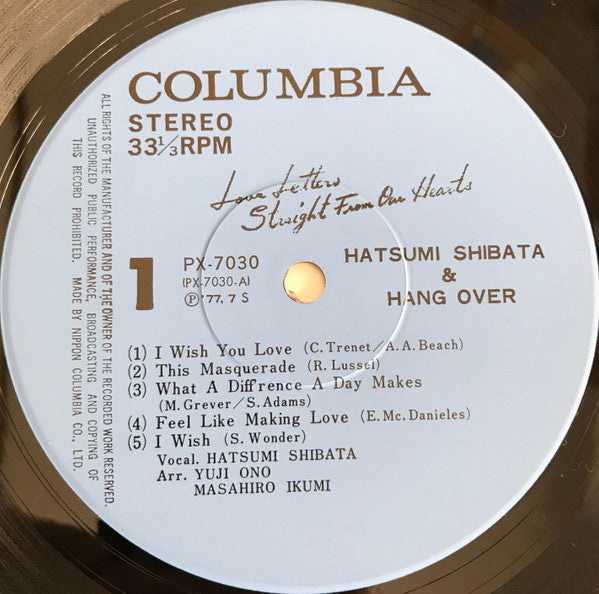 COLUMBIA
STEREO
33⅓RPM
Love Letters
Straight From Our Hearts
1
PX-7030
(PX-7030-A)
Ⓟ'77. 7 S
HATSUMI SHIBATA
&
HANG OVER
(1) I Wish You Love (C. Trenet/A. A. Beach)
(2) This Masquerade (R. Lussel)
(3) What A Diffrence A Day Makes
(M. Grever/S. Adams)
(4) Feel Like Making Love (E. Mc. Danieles)
(5) I Wish (S. Wonder)
Vocal. HATSUMI SHIBATA
Arr. YUJI ONO
MASAHIRO IKUMI
ALL RIGHTS OF THE MANUFACTURER AND OF THE OWNER OF THE RECORDED WORK RESERVED.
UNAUTHORIZED PUBLIC PERFORMANCE, BROADCASTING AND COPYING OF
THIS RECORD PROHIBITED. MADE BY NIPPON COLUMBIA CO., LTD.